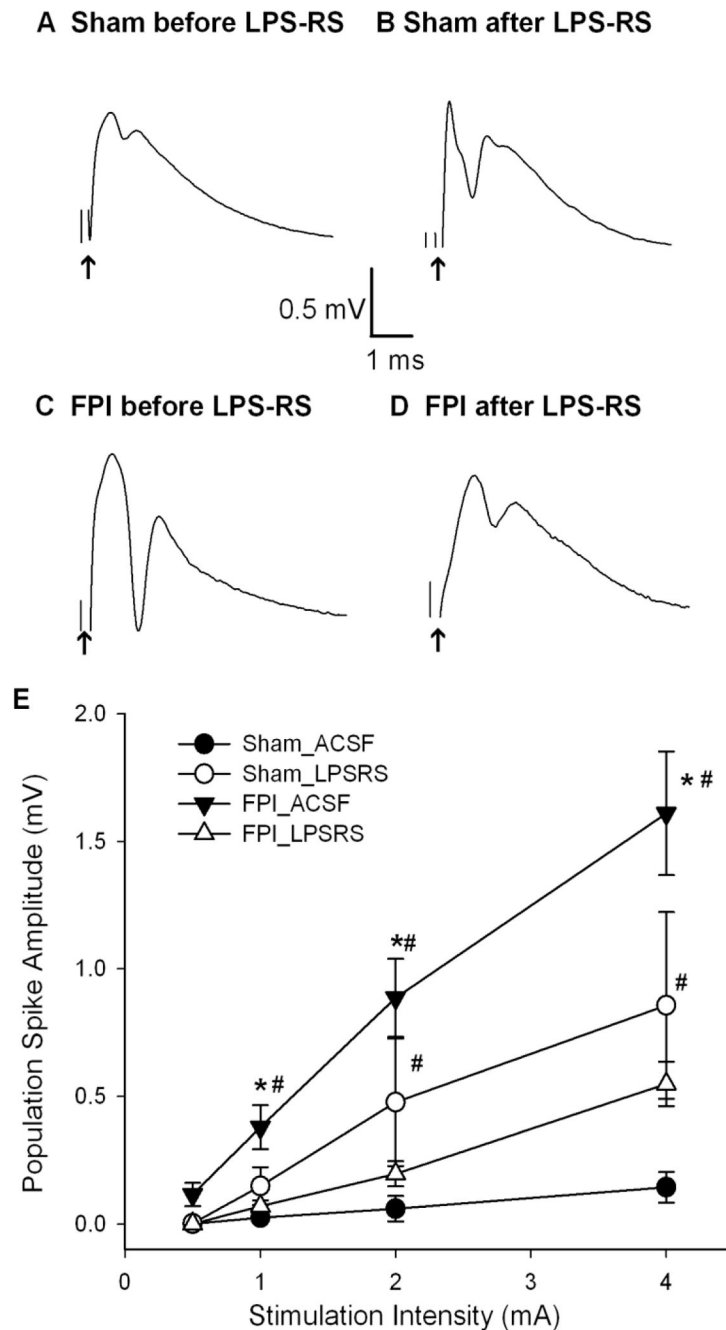 A Sham before LPS-RS
B Sham after LPS-RS
↑
↑
0.5 mV
1 ms
C FPI before LPS-RS
D FPI after LPS-RS
↑
↑
E
2.0
1.5
1.0
0.5
0.0
Population Spike Amplitude (mV)
Sham_ACSF
Sham_LPSRS
FPI_ACSF
FPI_LPSRS
* #
*#
* #
#
#
0
1
2
3
4
Stimulation Intensity (mA)